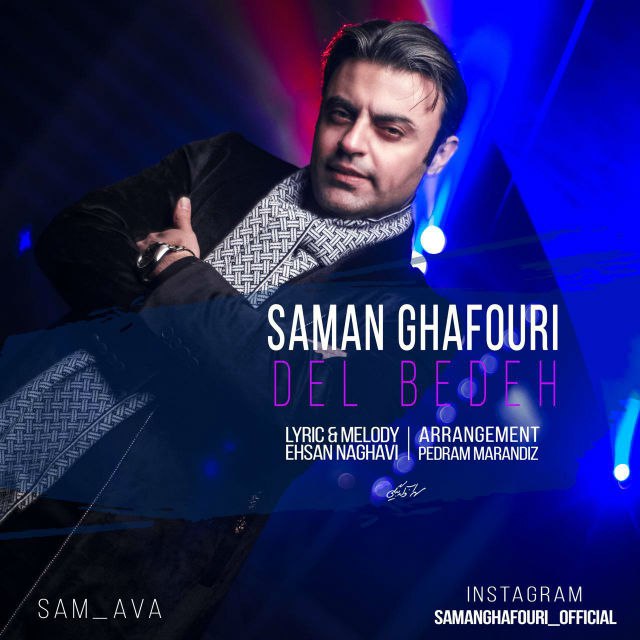 SAMAN GHAFOURI
DEL BEDEH
LYRIC & MELODY | ARRANGEMENT
EHSAN NAGHAVI | PEDRAM MARANDIZ
SAM_AVA
INSTAGRAM
SAMANGHAFOURI_OFFICIAL